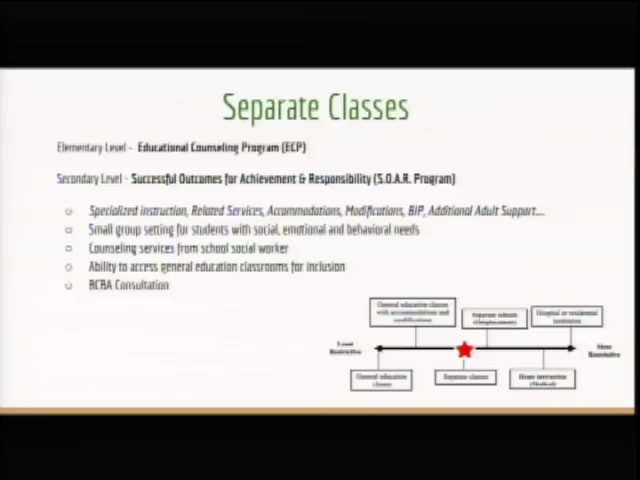 Separate Classes
Elementary Level - Educational Counseling Program (ECP)
Secondary Level - Successful Outcomes for Achievement & Responsibility (S.O.A.R. Program)
Specialized instruction, Related Services, Accommodations, Modifications, BIP, Additional Adult Support....
Small group setting for students with social, emotional and behavioral needs
Counseling services from school social worker
Ability to access general education classrooms for inclusion
BCBA Consultation
General education classes
with accommodations and
modifications
Separate schools
Hospital or residential
institution
Least
Restrictive
More
Restrictive
General education
classes
Separate classes
Home instruction
(Medical)